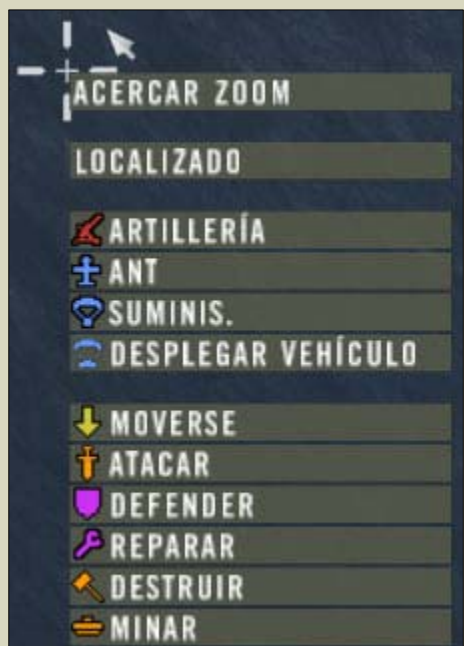 ACERCAR ZOOM
LOCALIZADO
ARTILLERÍA
ANT
SUMINIS.
DESPLEGAR VEHÍCULO
MOVERSE
ATACAR
DEFENDER
REPARAR
DESTRUIR
MINAR